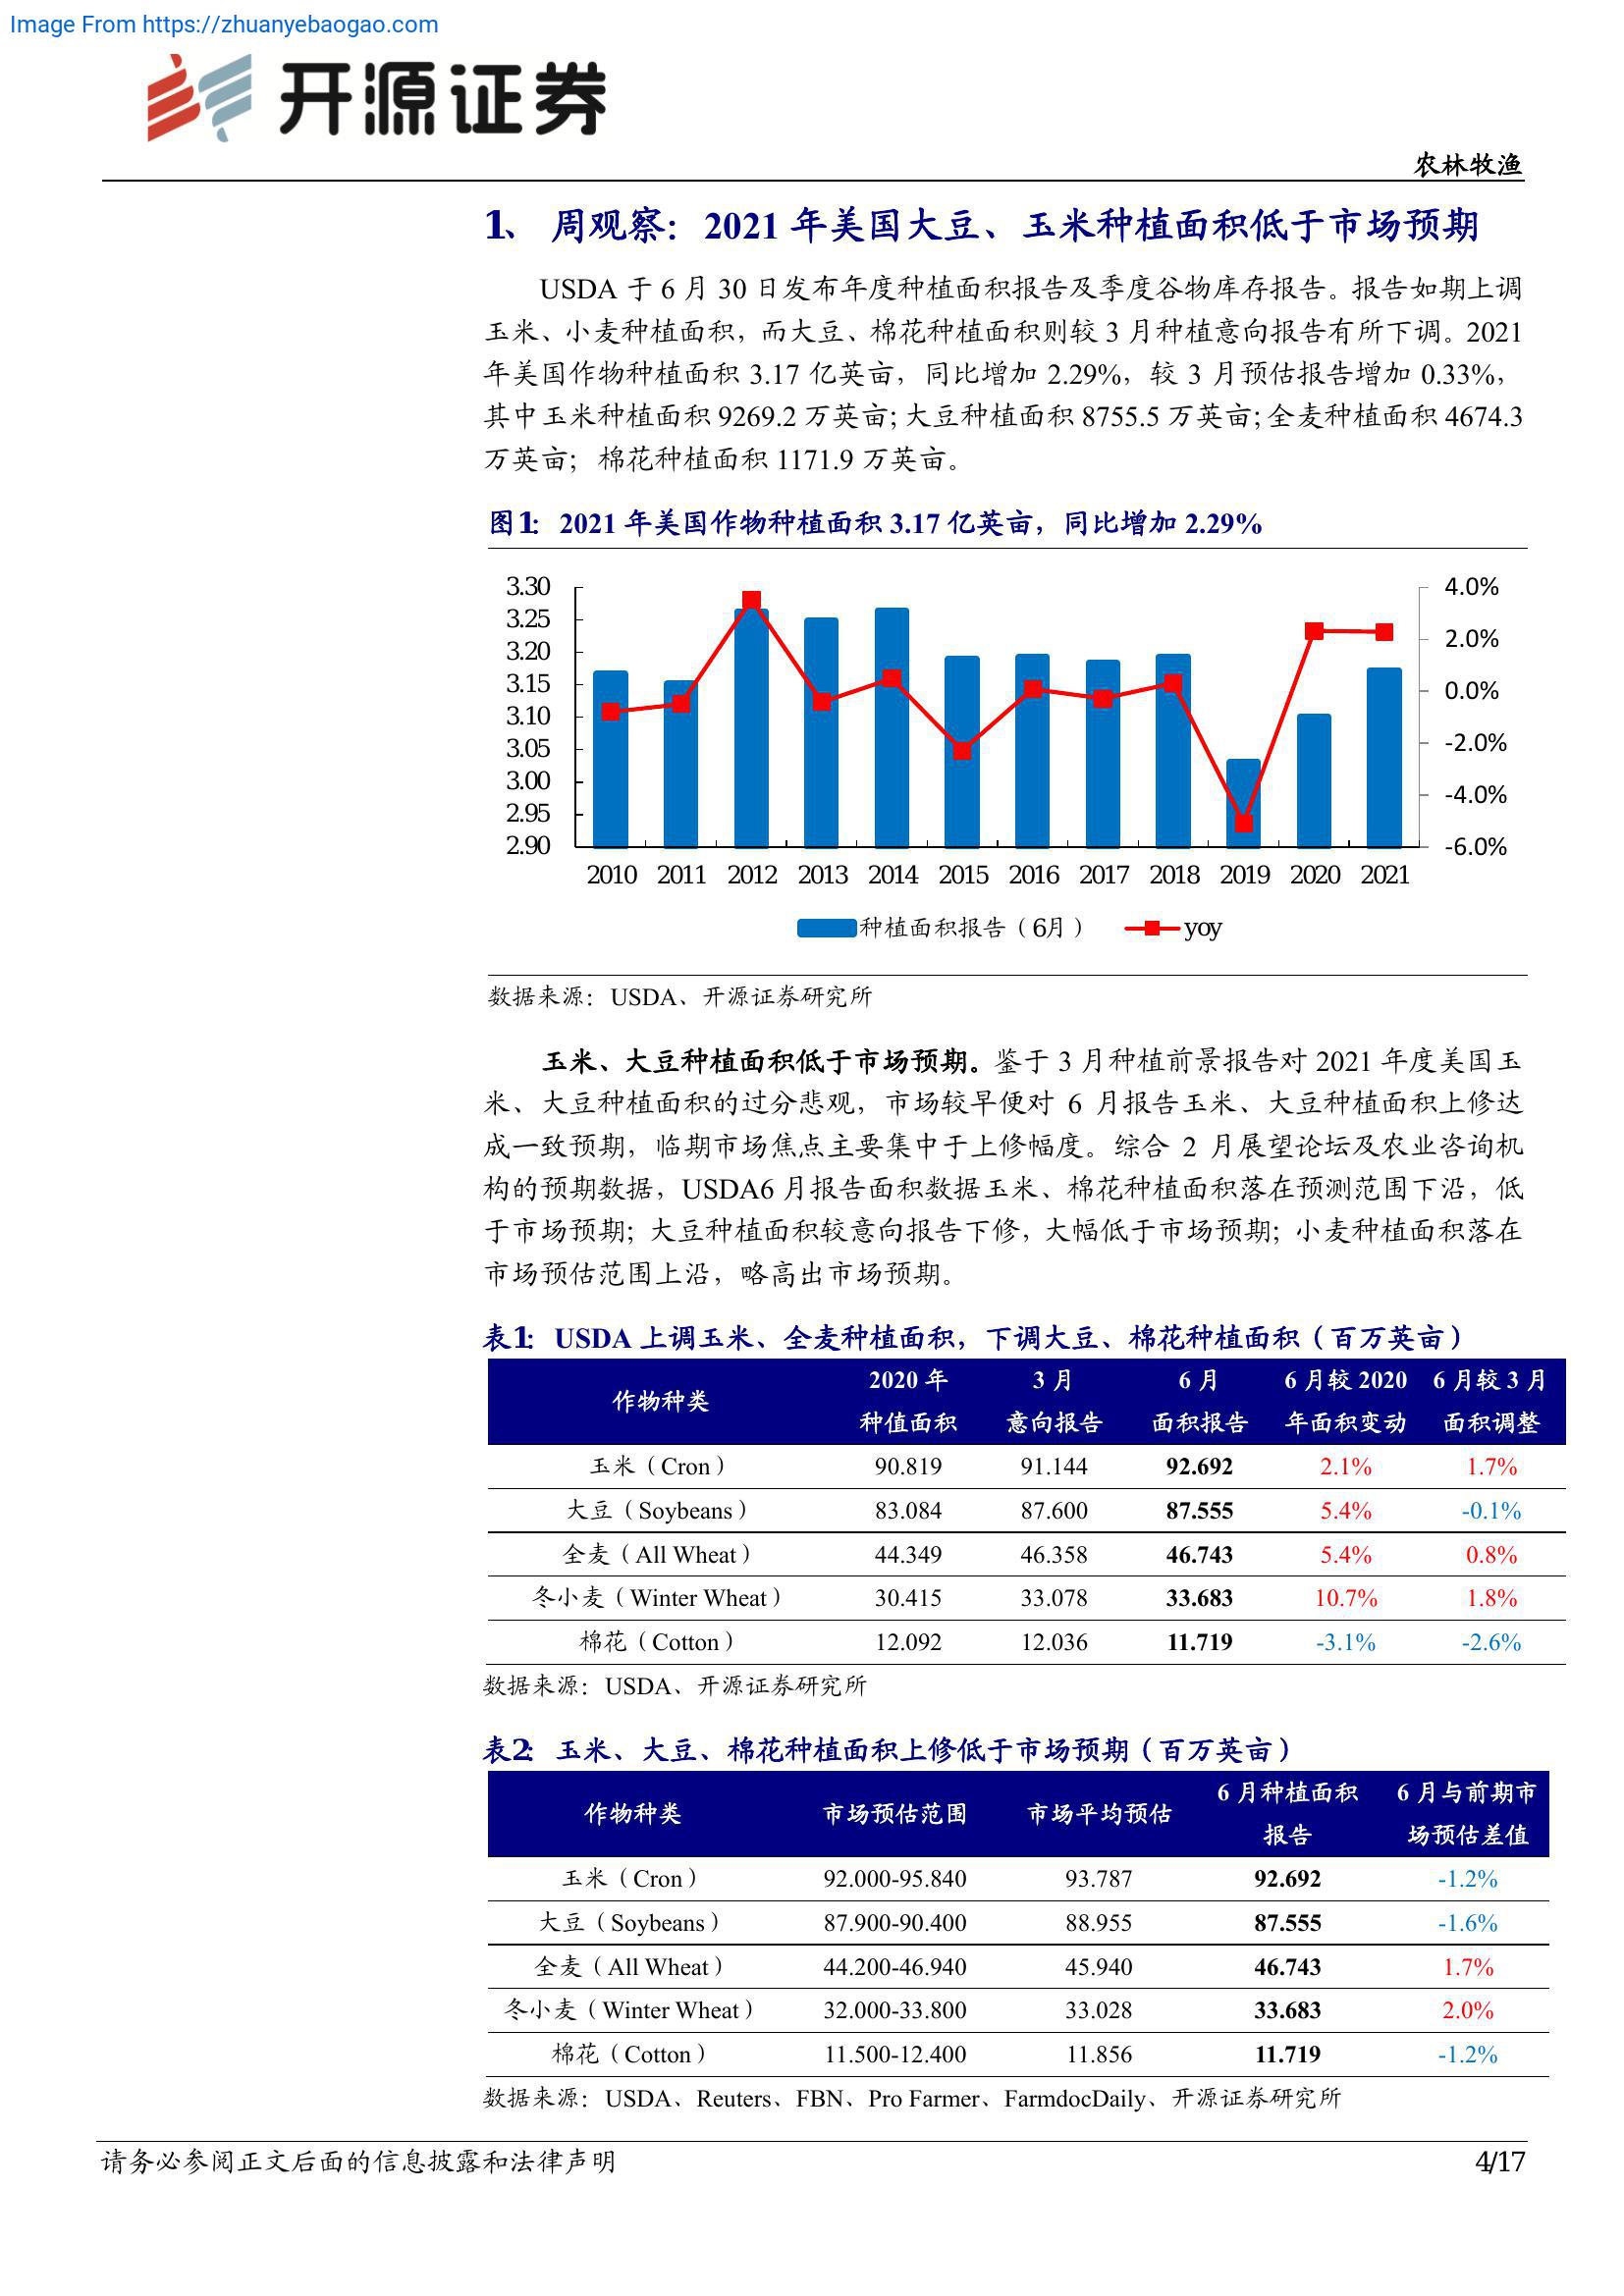 Image From https://zhuanyebaogao.com
开源证券
农林牧渔
1、 周观察：2021 年美国大豆、玉米种植面积低于市场预期
USDA 于 6 月 30 日发布年度种植面积报告及季度谷物库存报告。报告如期上调
玉米、小麦种植面积，而大豆、棉花种植面积则较 3 月种植意向报告有所下调。2021
年美国作物种植面积 3.17 亿英亩，同比增加 2.29%，较 3 月预估报告增加 0.33%，
其中玉米种植面积 9269.2 万英亩；大豆种植面积 8755.5 万英亩；全麦种植面积 4674.3
万英亩；棉花种植面积 1171.9 万英亩。
图1：2021 年美国作物种植面积 3.17 亿英亩，同比增加 2.29%
3.30 4.0%
3.25
3.20 2.0%
3.15 0.0%
3.10
3.05 -2.0%
3.00 -4.0%
2.95
2.90 -6.0%
2010 2011 2012 2013 2014 2015 2016 2017 2018 2019 2020 2021
种植面积报告（6月） yoy
数据来源：USDA、开源证券研究所
玉米、大豆种植面积低于市场预期。鉴于 3 月种植前景报告对 2021 年度美国玉
米、大豆种植面积的过分悲观，市场较早便对 6 月报告玉米、大豆种植面积上修达
成一致预期，临期市场焦点主要集中于上修幅度。综合 2 月展望论坛及农业咨询机
构的预期数据，USDA6 月报告面积数据玉米、棉花种植面积落在预测范围下沿，低
于市场预期；大豆种植面积较意向报告下修，大幅低于市场预期；小麦种植面积落在
市场预估范围上沿，略高出市场预期。
表1：USDA 上调玉米、全麦种植面积，下调大豆、棉花种植面积（百万英亩）
作物种类 2020 年 3 月 6 月 6 月较 2020 6 月较 3 月
种值面积 意向报告 面积报告 年面积变动 面积调整
玉米（Cron） 90.819 91.144 92.692 2.1% 1.7%
大豆（Soybeans） 83.084 87.600 87.555 5.4% -0.1%
全麦（All Wheat） 44.349 46.358 46.743 5.4% 0.8%
冬小麦（Winter Wheat） 30.415 33.078 33.683 10.7% 1.8%
棉花（Cotton） 12.092 12.036 11.719 -3.1% -2.6%
数据来源：USDA、开源证券研究所
表2：玉米、大豆、棉花种植面积上修低于市场预期（百万英亩）
作物种类 市场预估范围 市场平均预估 6 月种植面积 6 月与前期市
报告 场预估差值
玉米（Cron） 92.000-95.840 93.787 92.692 -1.2%
大豆（Soybeans） 87.900-90.400 88.955 87.555 -1.6%
全麦（All Wheat） 44.200-46.940 45.940 46.743 1.7%
冬小麦（Winter Wheat） 32.000-33.800 33.028 33.683 2.0%
棉花（Cotton） 11.500-12.400 11.856 11.719 -1.2%
数据来源：USDA、Reuters、FBN、Pro Farmer、FarmdocDaily、开源证券研究所
请务必参阅正文后面的信息披露和法律声明 4/17